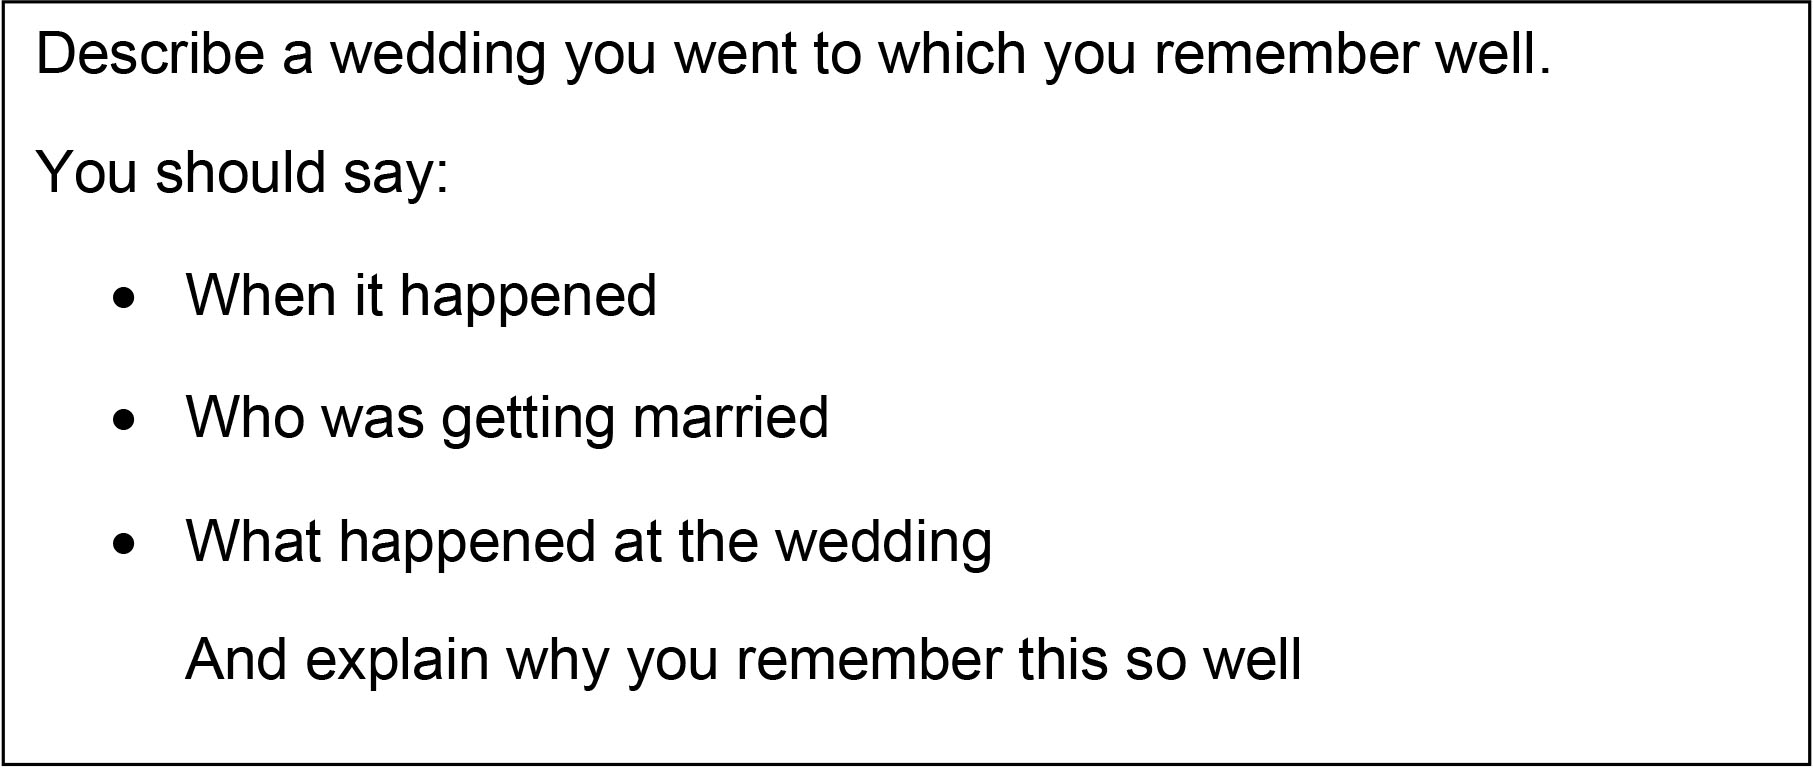 Describe a wedding you went to which you remember well.
You should say:
• When it happened
• Who was getting married
• What happened at the wedding
And explain why you remember this so well